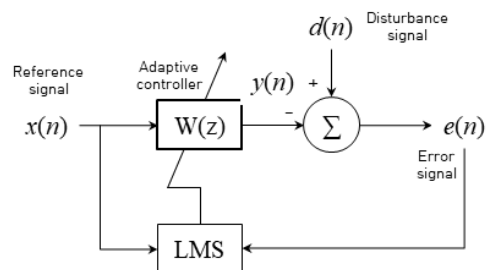 d(n)
Disturbance
signal
Reference
signal
Adaptive
controller
y(n)
+
x(n)
W(z)
−
Σ
e(n)
Error
signal
LMS